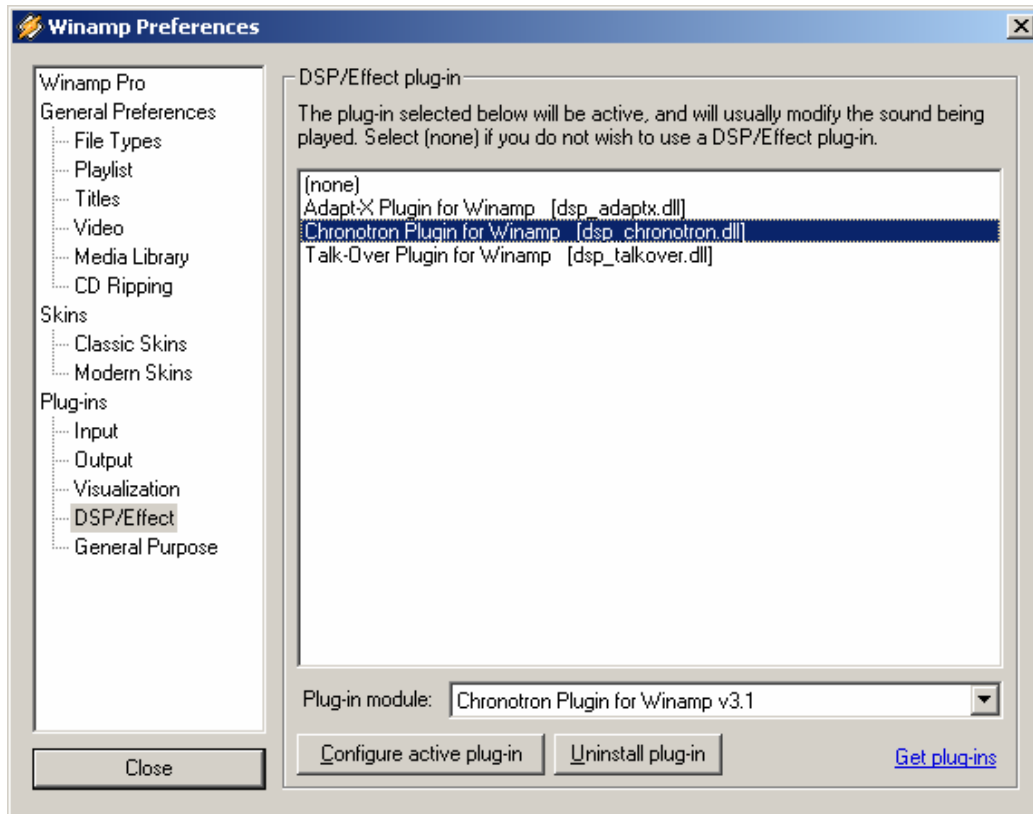 Winamp Preferences
Winamp Pro
General Preferences
File Types
Playlist
Titles
Video
Media Library
CD Ripping
Skins
Classic Skins
Modern Skins
Plug-ins
Input
Output
Visualization
DSP/Effect
General Purpose
Close
DSP/Effect plug-in
The plug-in selected below will be active, and will usually modify the sound being
played. Select (none) if you do not wish to use a DSP/Effect plug-in.
(none)
Adapt-X Plugin for Winamp [dsp_adaptx.dll]
Chronotron Plugin for Winamp [dsp_chronotron.dll]
Talk-Over Plugin for Winamp [dsp_talkover.dll]
Plug-in module: Chronotron Plugin for Winamp v3.1
Configure active plug-in Uninstall plug-in Get plug-ins